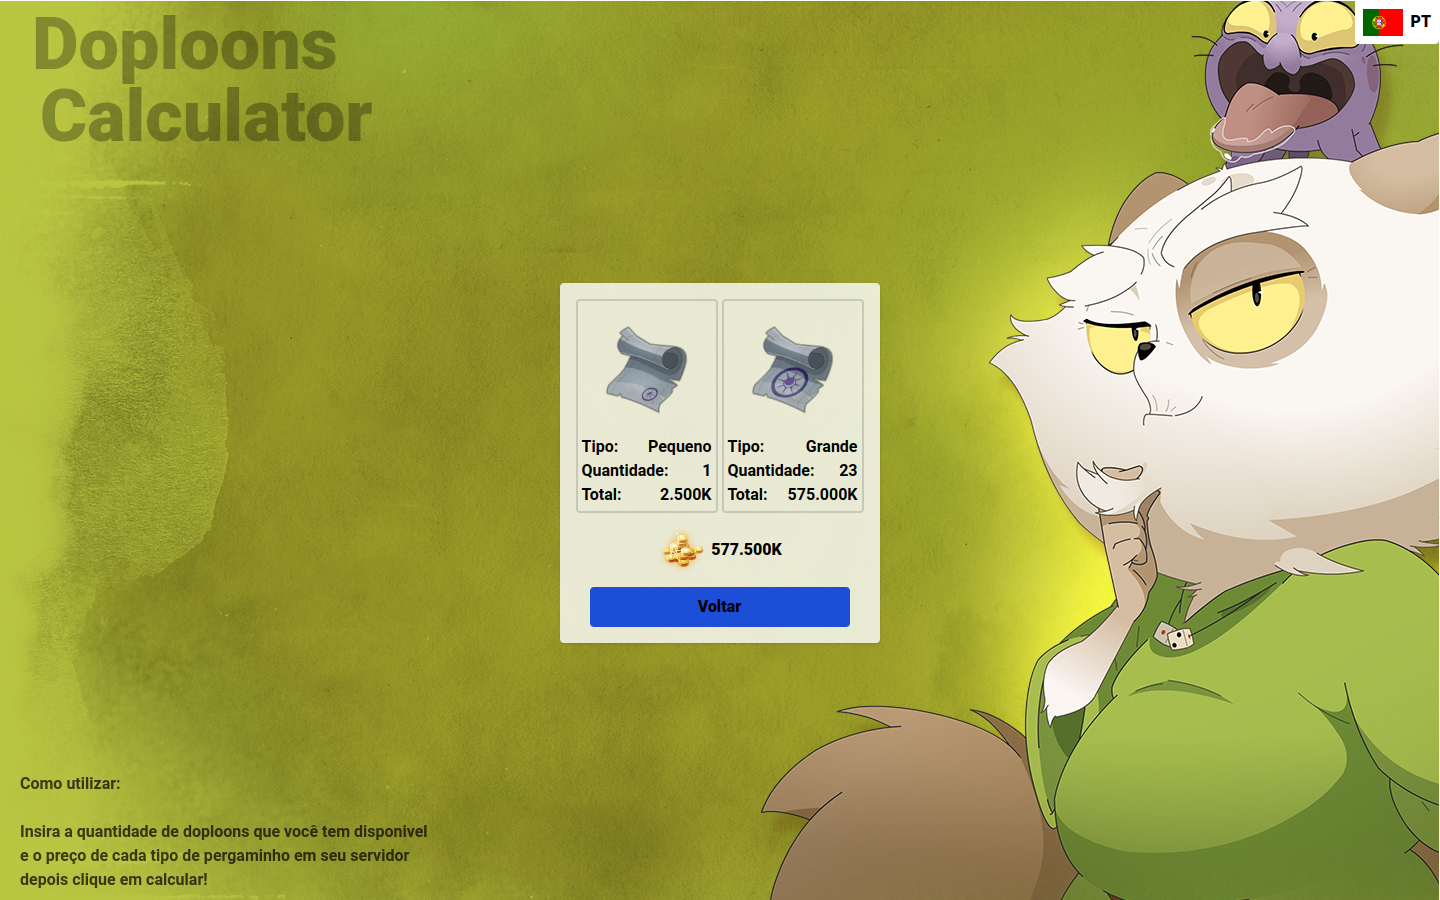 Doploons
Calculator
PT
Tipo: Pequeno
Quantidade: 1
Total: 2.500K
Tipo: Grande
Quantidade: 23
Total: 575.000K
577.500K
Voltar
Como utilizar:
Insira a quantidade de doploons que você tem disponivel
e o preço de cada tipo de pergaminho em seu servidor
depois clique em calcular!